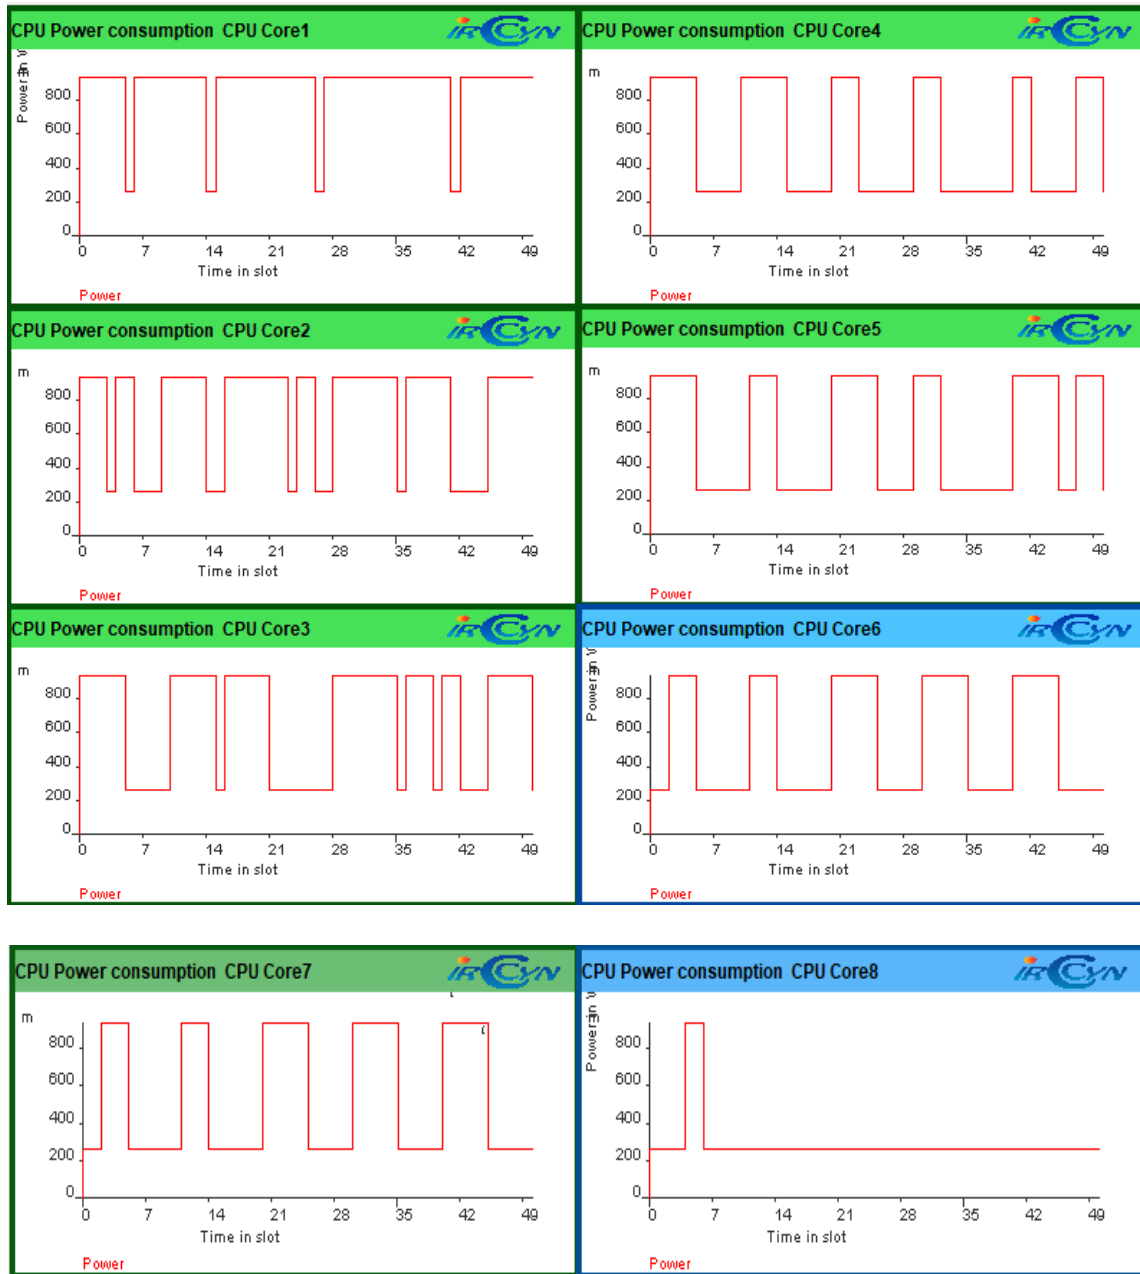 CPU Power consumption CPU Core1
IRCCyN
800
600
400
200
0
0 7 14 21 28 35 42 49
Time in slot
Power
CPU Power consumption CPU Core4
IRCCyN
m
800
600
400
200
0
0 7 14 21 28 35 42 49
Time in slot
Power
CPU Power consumption CPU Core2
IRCCyN
m
800
600
400
200
0
0 7 14 21 28 35 42 49
Time in slot
Power
CPU Power consumption CPU Core5
IRCCyN
m
800
600
400
200
0
0 7 14 21 28 35 42 49
Time in slot
Power
CPU Power consumption CPU Core3
IRCCyN
m
800
600
400
200
0
0 7 14 21 28 35 42 49
Time in slot
Power
CPU Power consumption CPU Core6
IRCCyN
800
600
400
200
0
0 7 14 21 28 35 42 49
Time in slot
Power
CPU Power consumption CPU Core7
IRCCyN
m
800
600
400
200
0
0 7 14 21 28 35 42 49
Time in slot
Power
CPU Power consumption CPU Core8
IRCCyN
800
600
400
200
0
0 7 14 21 28 35 42 49
Time in slot
Power